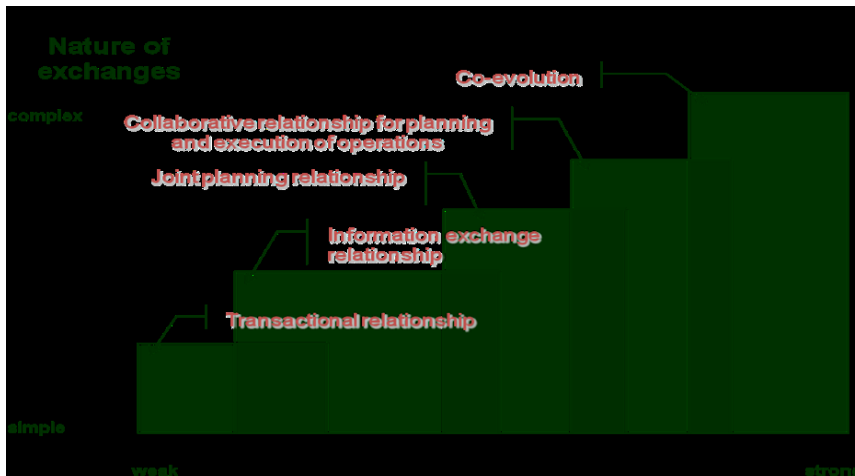 Nature of
exchanges
Co-evolution
complex
Collaborative relationship for planning
and execution of operations
Joint planning relationship
Information exchange
relationship
Transactional relationship
simple
weak
strong